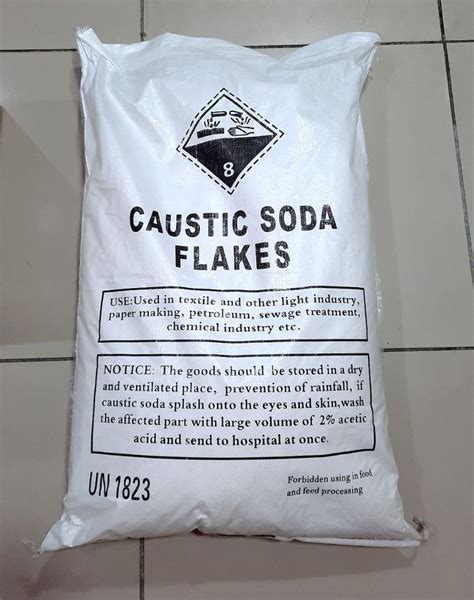 8
CAUSTIC SODA
FLAKES
USE:Used in textile and other light industry,
paper making, petroleum, sewage treatment,
chemical industry etc.
NOTICE: The goods should be stored in a dry
and ventilated place, prevention of rainfall, if
caustic soda splash onto the eyes and skin,wash
the affected part with large volume of 2% acetic
acid and send to hospital at once.
UN 1823
Forbidden using in food
and feed processing